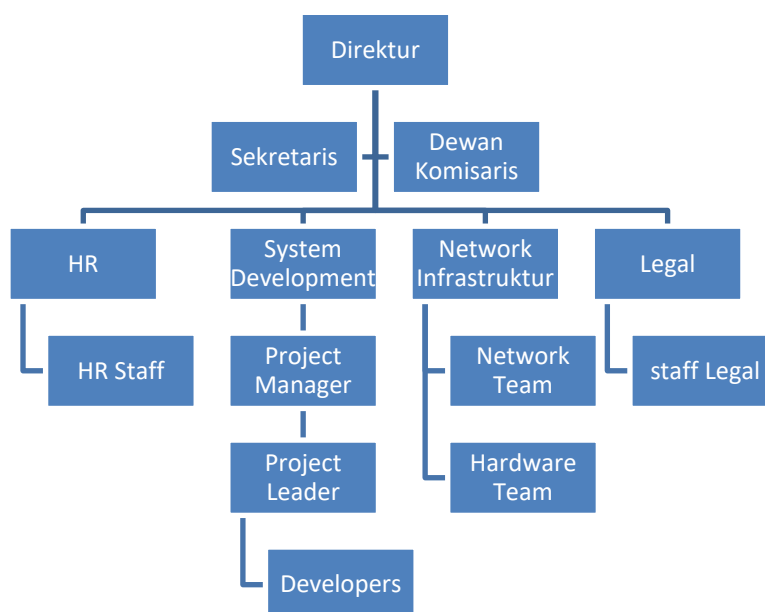 Direktur
Sekretaris
Dewan
Komisaris
HR
System
Development
Network
Infrastruktur
Legal
HR Staff
Project
Manager
Network
Team
staff Legal
Project
Leader
Hardware
Team
Developers